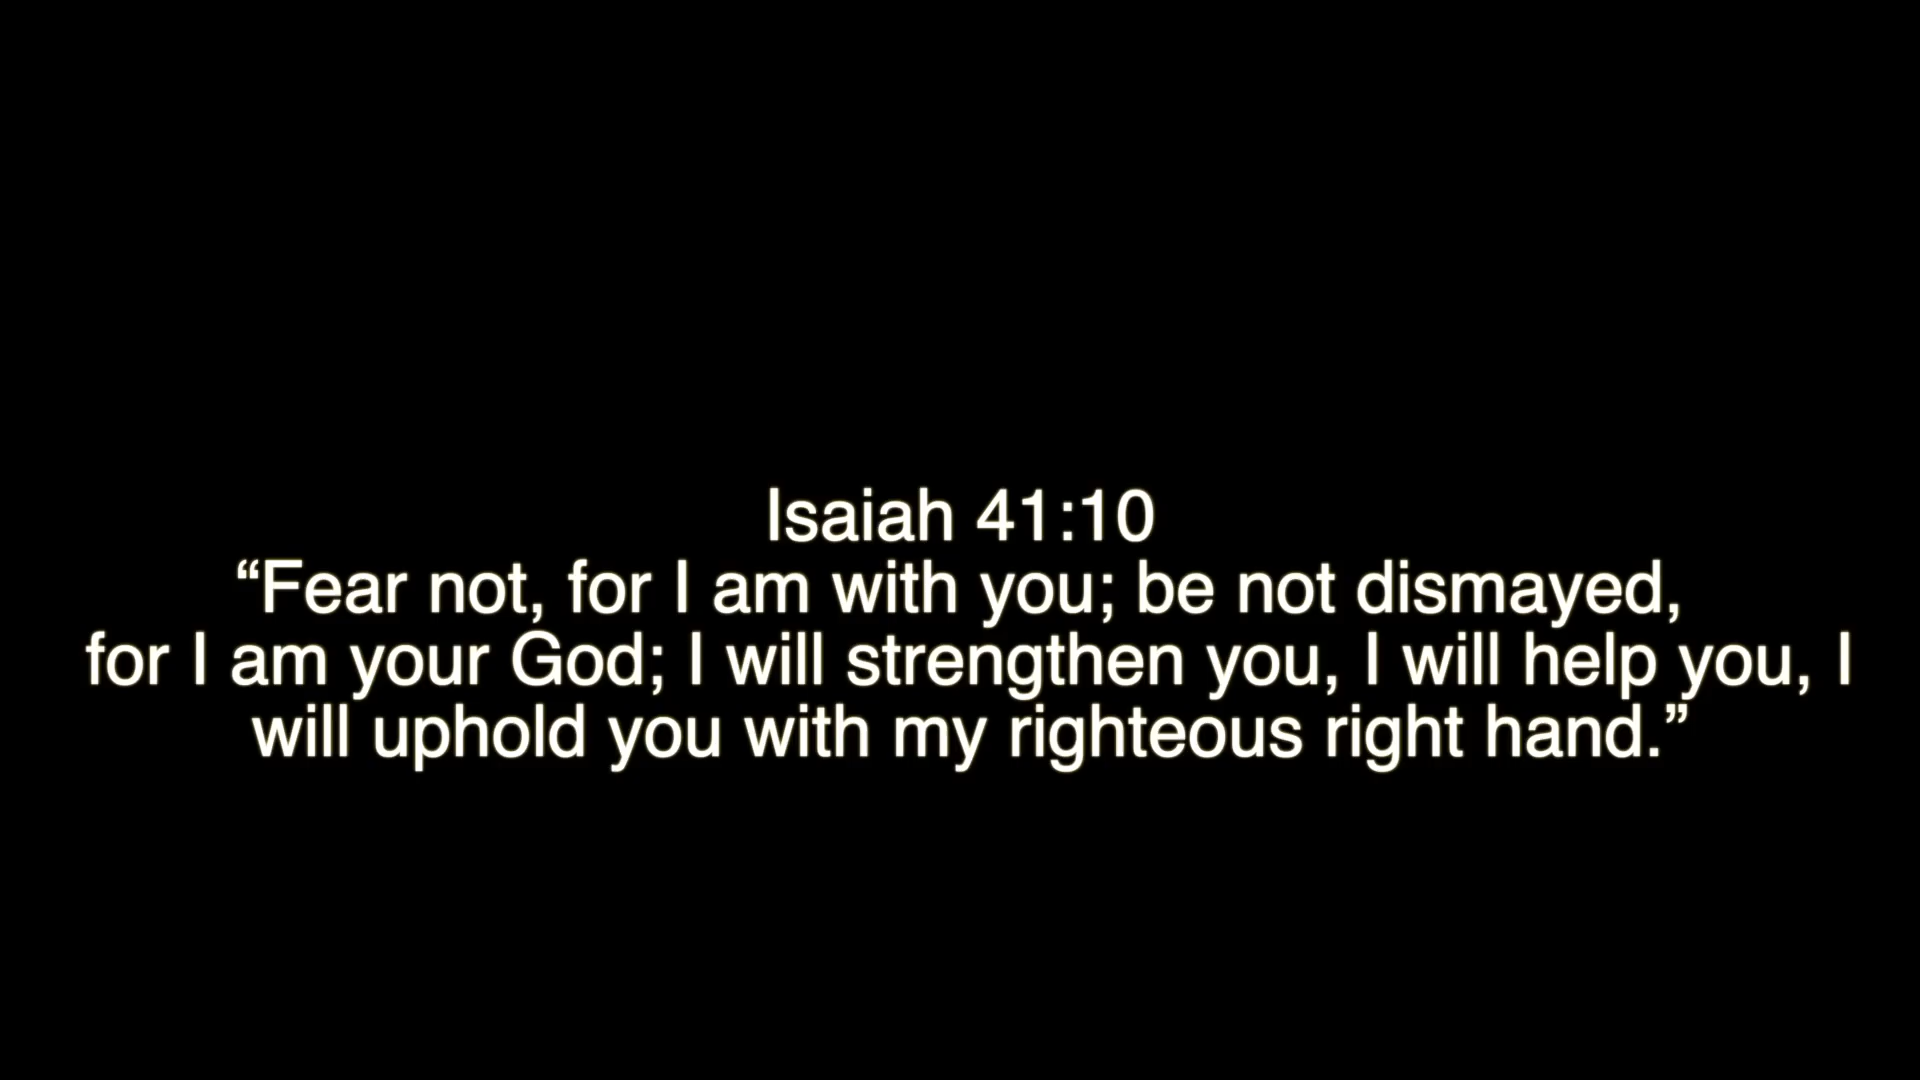 Isaiah 41:10
“Fear not, for I am with you; be not dismayed,
for I am your God; I will strengthen you, I will help you, I
will uphold you with my righteous right hand.”